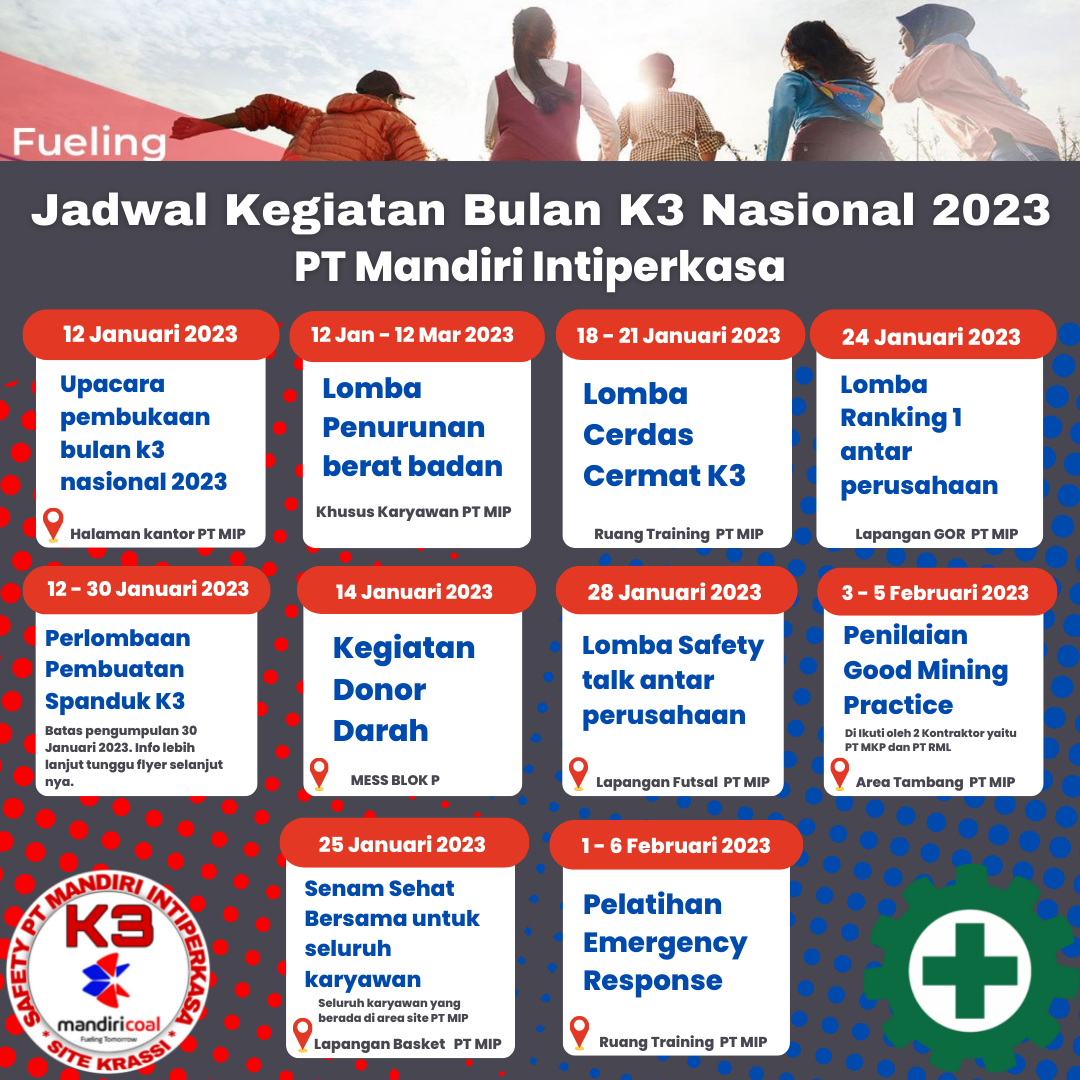 Fueling
Jadwal Kegiatan Bulan K3 Nasional 2023
PT Mandiri Intiperkasa
12 Januari 2023
Upacara
pembukaan
bulan k3
nasional 2023
Halaman kantor PT MIP
12 Jan - 12 Mar 2023
Lomba
Penurunan
berat badan
Khusus Karyawan PT MIP
18 - 21 Januari 2023
Lomba
Cerdas
Cermat K3
Ruang Training PT MIP
24 Januari 2023
Lomba
Ranking 1
antar
perusahaan
Lapangan GOR PT MIP
12 - 30 Januari 2023
Perlombaan
Pembuatan
Spanduk K3
Batas pengumpulan 30
Januari 2023. Info lebih
lanjut tunggu flyer selanjut
nya.
14 Januari 2023
Kegiatan
Donor
Darah
MESS BLOK P
28 Januari 2023
Lomba Safety
talk antar
perusahaan
Lapangan Futsal PT MIP
3 - 5 Februari 2023
Penilaian
Good Mining
Practice
Di Ikuti oleh 2 Kontraktor yaitu
PT MKP dan PT RML
Area Tambang PT MIP
25 Januari 2023
Senam Sehat
Bersama untuk
seluruh
karyawan
Seluruh karyawan yang
berada di area site PT MIP
Lapangan Basket PT MIP
1 - 6 Februari 2023
Pelatihan
Emergency
Response
Ruang Training PT MIP
SAFETY PT MANDIRI INTIPERKASA
K3
mandiricoal
Fueling Tomorrow
* SITE KRASSI *